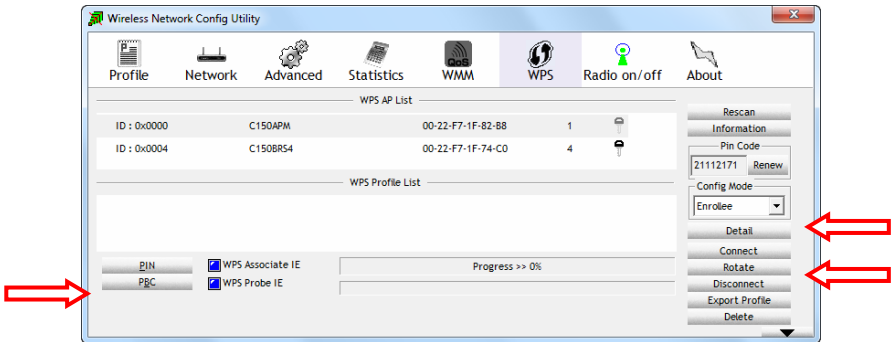 Wireless Network Config Utility
Profile Network Advanced Statistics QoS WMM WPS Radio on/off About
WPS AP List
ID : 0x0000 C150APM 00-22-F7-1F-82-B8 1
ID : 0x0004 C150BRS4 00-22-F7-1F-74-C0 4
WPS Profile List
Rescan
Information
Pin Code
21112171 Renew
Config Mode
Enrollee
Detail
Connect
Rotate
Disconnect
Export Profile
Delete
PIN WPS Associate IE Progress >> 0%
PBC WPS Probe IE